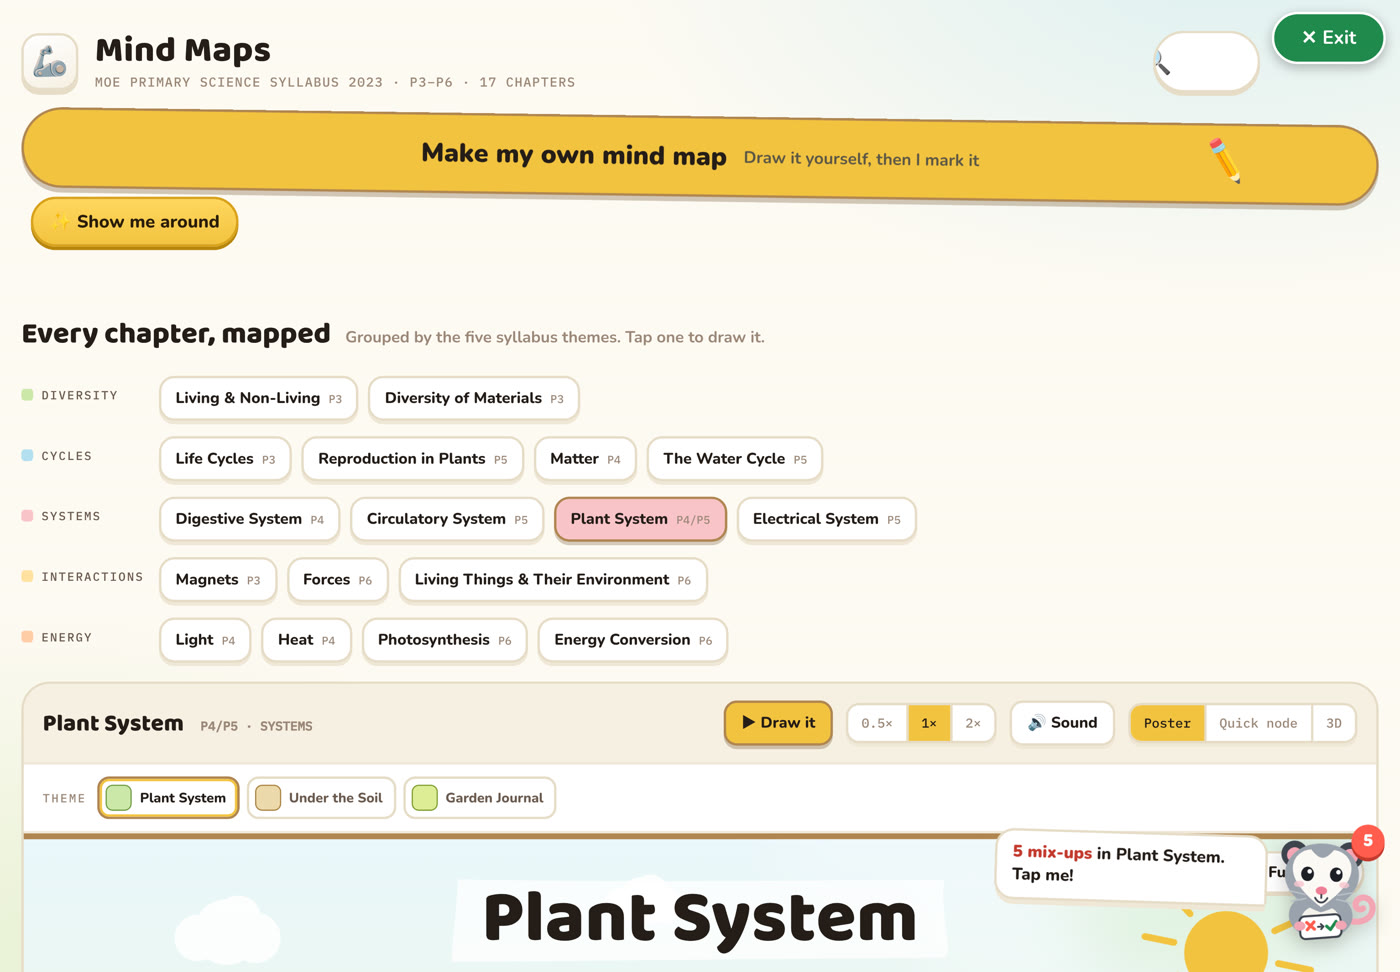 Mind Maps
MOE PRIMARY SCIENCE SYLLABUS 2023 · P3–P6 · 17 CHAPTERS
✕ Exit
Make my own mind map Draw it yourself, then I mark it
Show me around
Every chapter, mapped Grouped by the five syllabus themes. Tap one to draw it.
DIVERSITY Living & Non-Living P3 Diversity of Materials P3
CYCLES Life Cycles P3 Reproduction in Plants P5 Matter P4 The Water Cycle P5
SYSTEMS Digestive System P4 Circulatory System P5 Plant System P4/P5 Electrical System P5
INTERACTIONS Magnets P3 Forces P6 Living Things & Their Environment P6
ENERGY Light P4 Heat P4 Photosynthesis P6 Energy Conversion P6
Plant System P4/P5 · SYSTEMS ▶ Draw it 0.5× 1× 2× Sound Poster Quick node 3D
THEME Plant System Under the Soil Garden Journal
5
5 mix-ups in Plant System.
Tap me!
Plant System